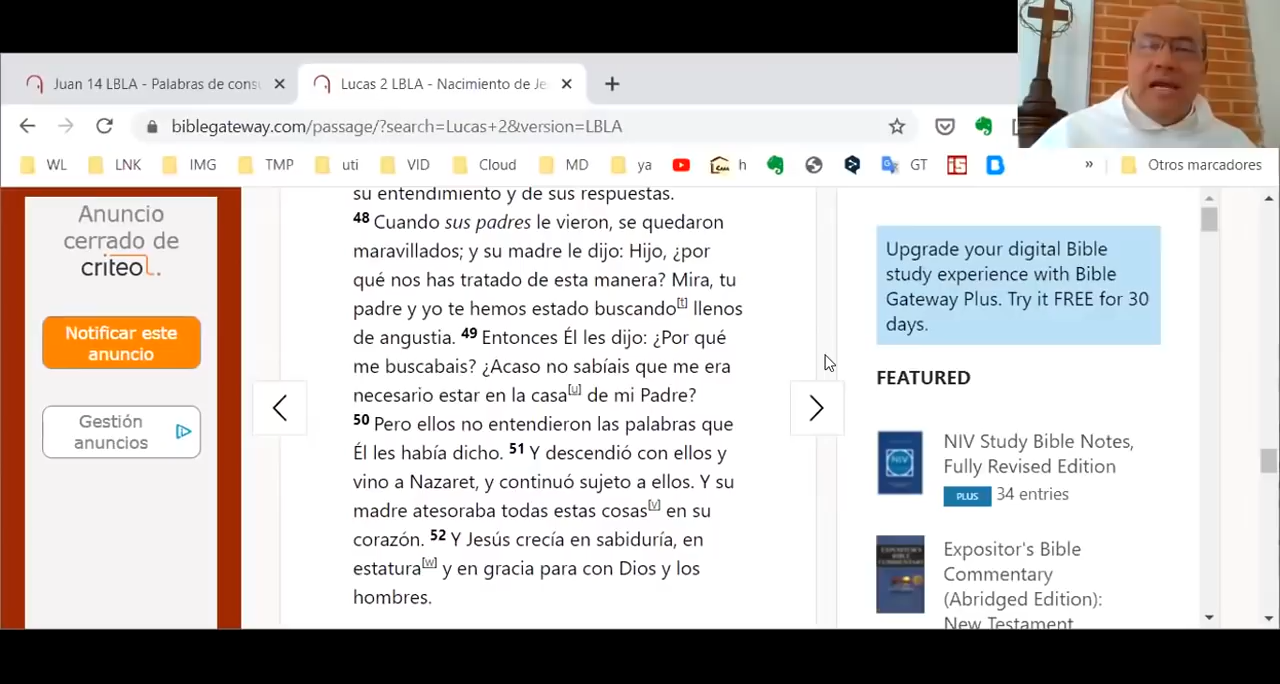 Juan 14 LBLA - Palabras de consu
Lucas 2 LBLA - Nacimiento de Je
biblegateway.com/passage/?search=Lucas+2&version=LBLA
WL LNK IMG TMP uti VID Cloud MD ya h GT Otros marcadores
Anuncio
cerrado de
criteo
Notificar este
anuncio
Gestión
anuncios
su entendimiento y de sus respuestas.
48 Cuando sus padres le vieron, se quedaron
maravillados; y su madre le dijo: Hijo, ¿por
qué nos has tratado de esta manera? Mira, tu
padre y yo te hemos estado buscando[t] llenos
de angustia. 49 Entonces Él les dijo: ¿Por qué
me buscabais? ¿Acaso no sabíais que me era
necesario estar en la casa[u] de mi Padre?
50 Pero ellos no entendieron las palabras que
Él les había dicho. 51 Y descendió con ellos y
vino a Nazaret, y continuó sujeto a ellos. Y su
madre atesoraba todas estas cosas[v] en su
corazón. 52 Y Jesús crecía en sabiduría, en
estatura[w] y en gracia para con Dios y los
hombres.
Upgrade your digital Bible
study experience with Bible
Gateway Plus. Try it FREE for 30
days.
FEATURED
NIV Study Bible Notes,
Fully Revised Edition
PLUS 34 entries
Expositor's Bible
Commentary
(Abridged Edition):
New Testament